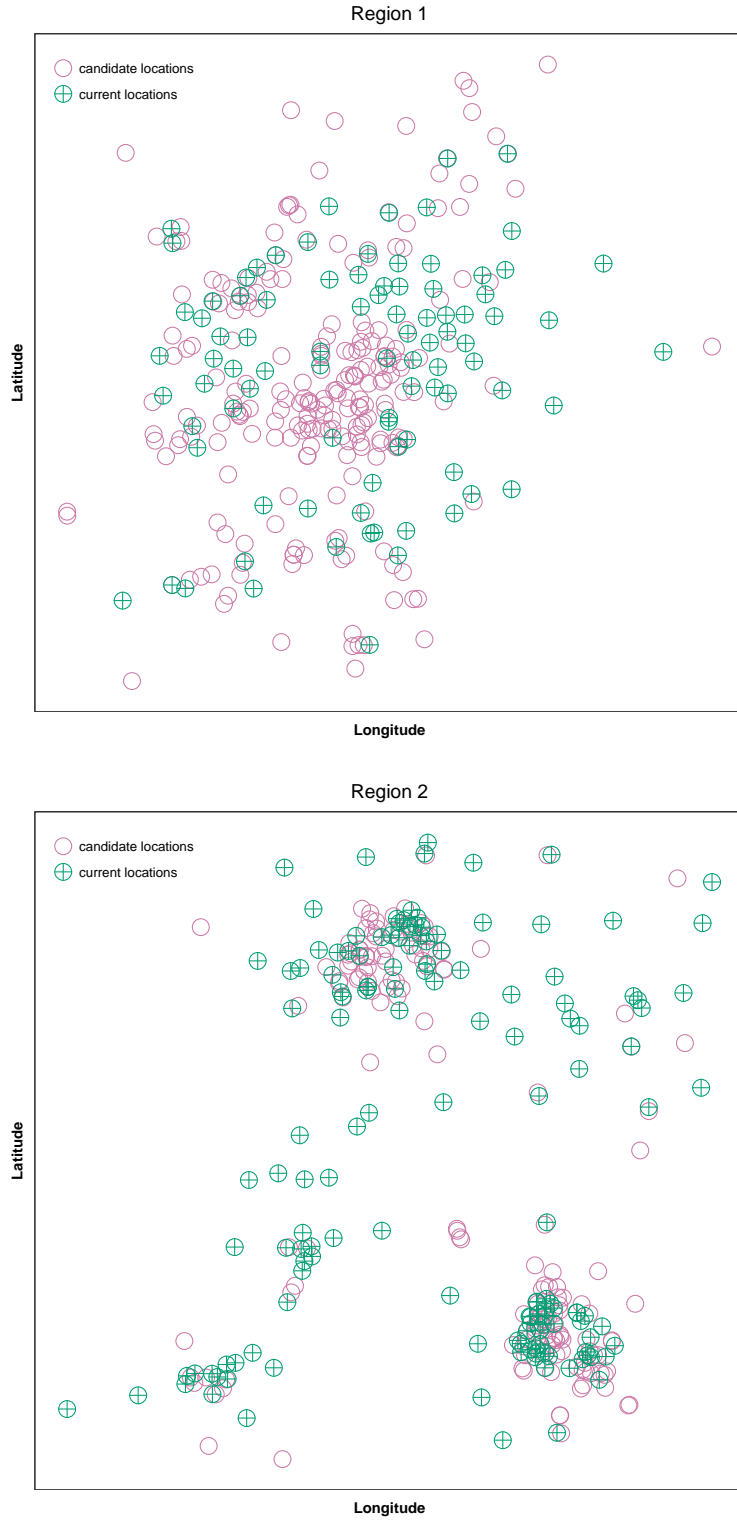 Region 1
candidate locations
current locations
Latitude
Longitude
Region 2
candidate locations
current locations
Latitude
Longitude